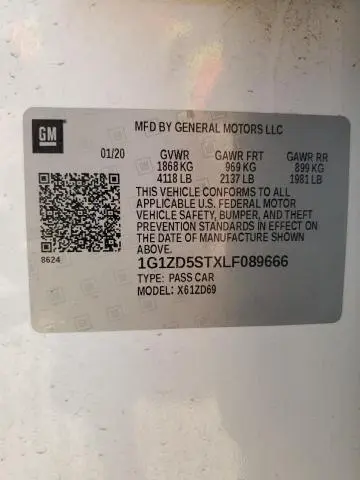 GM
MFD BY GENERAL MOTORS LLC
01/20 GVWR GAWR FRT GAWR RR
1868 KG 969 KG 899 KG
4118 LB 2137 LB 1981 LB
THIS VEHICLE CONFORMS TO ALL
APPLICABLE U.S. FEDERAL MOTOR
VEHICLE SAFETY, BUMPER, AND THEFT
PREVENTION STANDARDS IN EFFECT ON
THE DATE OF MANUFACTURE SHOWN
ABOVE.
8624
1G1ZD5STXLF089666
TYPE: PASS CAR
MODEL: X61ZD69